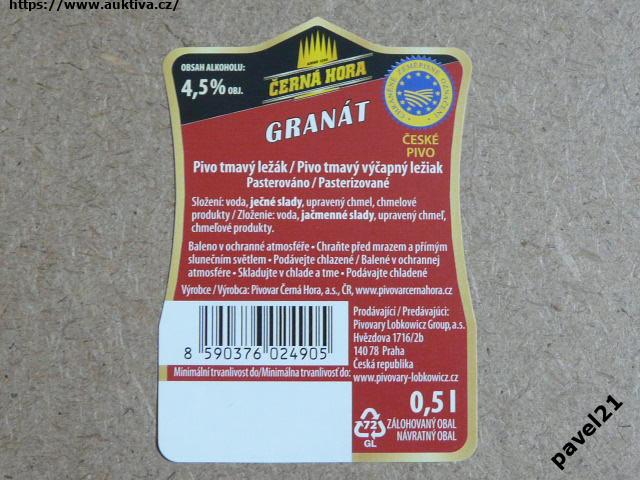 https://www.auktiva.cz/
OBSAH ALKOHOLU:
4,5% OBJ.
ČERNÁ HORA
GRANÁT
CHRÁNĚNÉ ZEMĚPISNÉ OZNAČENÍ
ČESKÉ
PIVO
Pivo tmavý ležák / Pivo tmavý výčapný ležiak
Pasterováno / Pasterizované
Složení: voda, ječné slady, upravený chmel, chmelové
produkty / Zloženie: voda, jačmenné slady, upravený chmeľ,
chmeľové produkty.
Baleno v ochranné atmosféře • Chraňte před mrazem a přímým
slunečním světlem • Podávejte chlazené / Balené v ochrannej
atmosfére • Skladujte v chlade a tme • Podávajte chladené
Výrobce / Výrobca: Pivovar Černá Hora, a.s., ČR, www.pivovarcernahora.cz
Prodávající / Predávajúci:
Pivovary Lobkowicz Group, a.s.
Hvězdova 1716/2b
140 78 Praha
Česká republika
www.pivovary-lobkowicz.cz
8 590376 024905
Minimální trvanlivost do/Minimálna trvanlivosť do:
0,5 l
72
GL
ZÁLOHOVANÝ OBAL
NÁVRATNÝ OBAL
pavel21